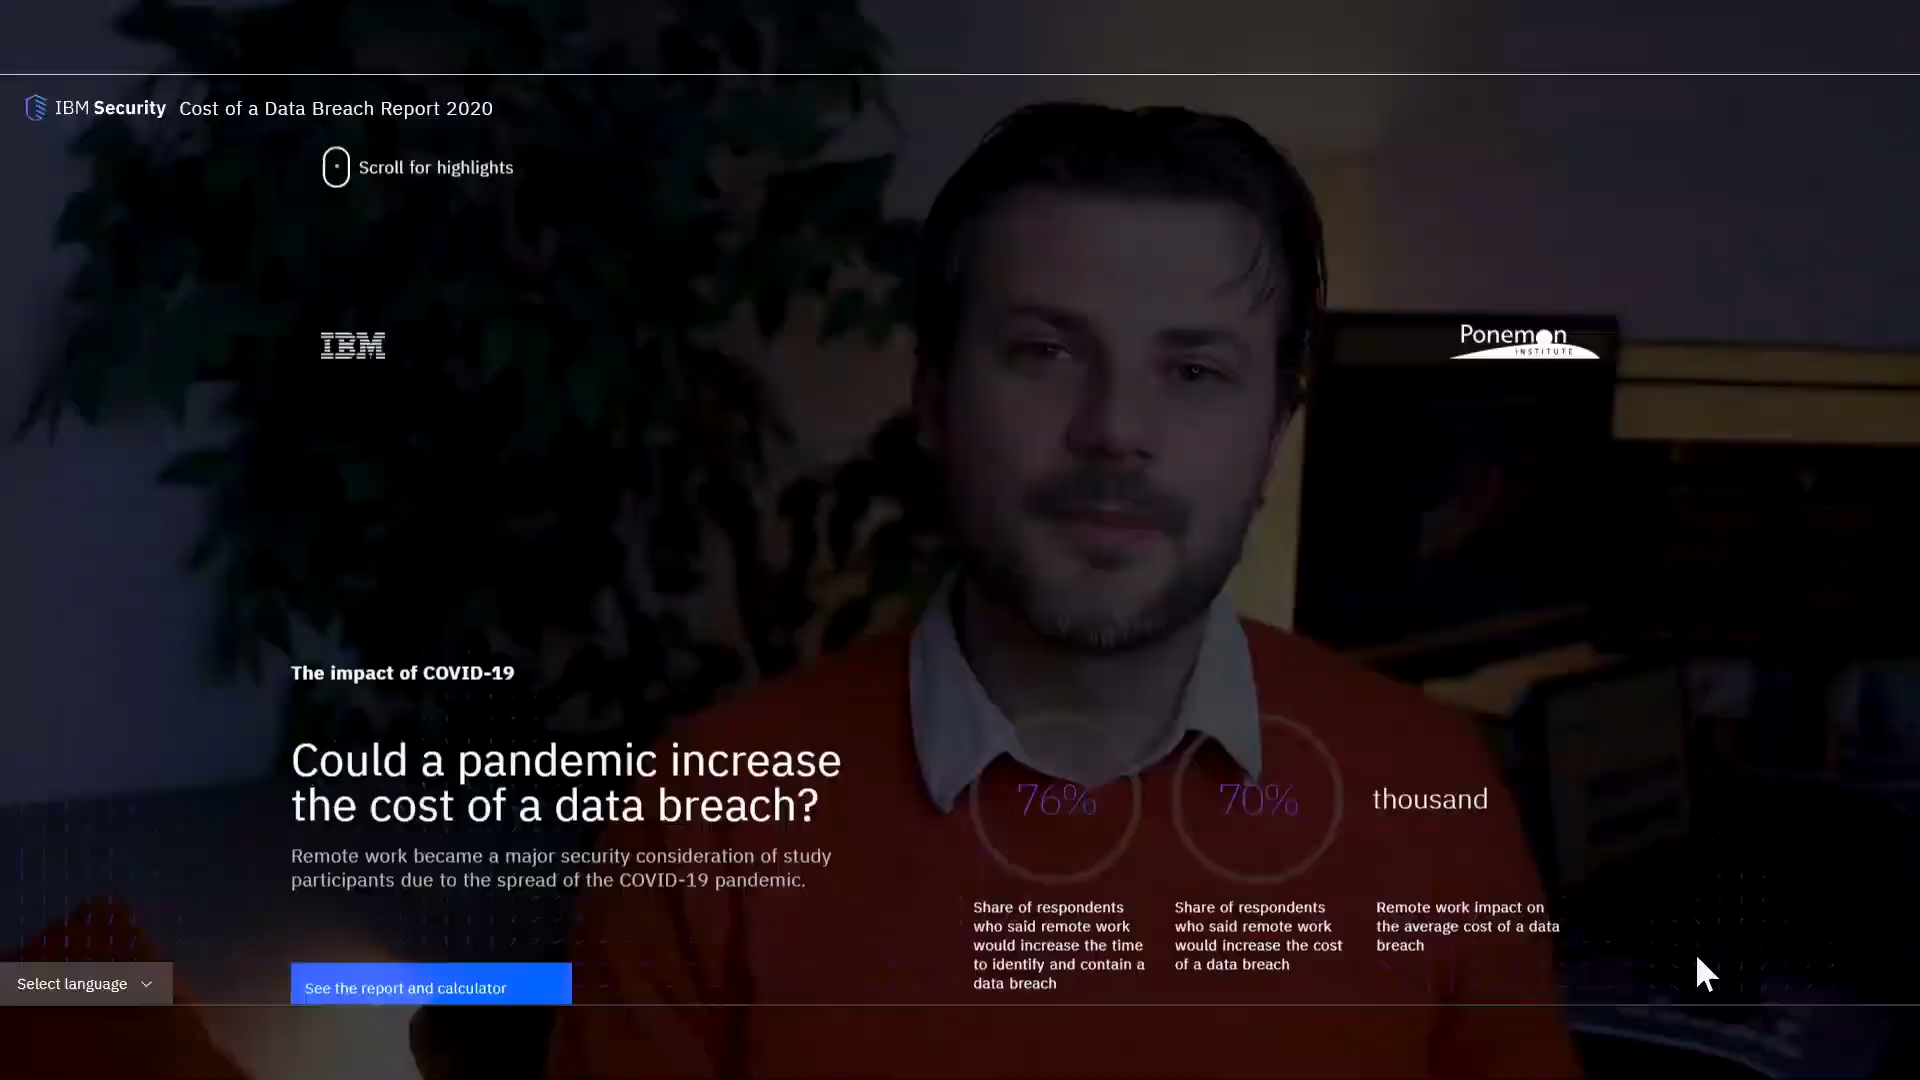 IBM Security Cost of a Data Breach Report 2020
Scroll for highlights
IBM
Ponemon
INSTITUTE
The impact of COVID-19
Could a pandemic increase
the cost of a data breach?
Remote work became a major security consideration of study
participants due to the spread of the COVID-19 pandemic.
See the report and calculator
76%
Share of respondents
who said remote work
would increase the time
to identify and contain a
data breach
70%
Share of respondents
who said remote work
would increase the cost
of a data breach
thousand
Remote work impact on
the average cost of a data
breach
Select language